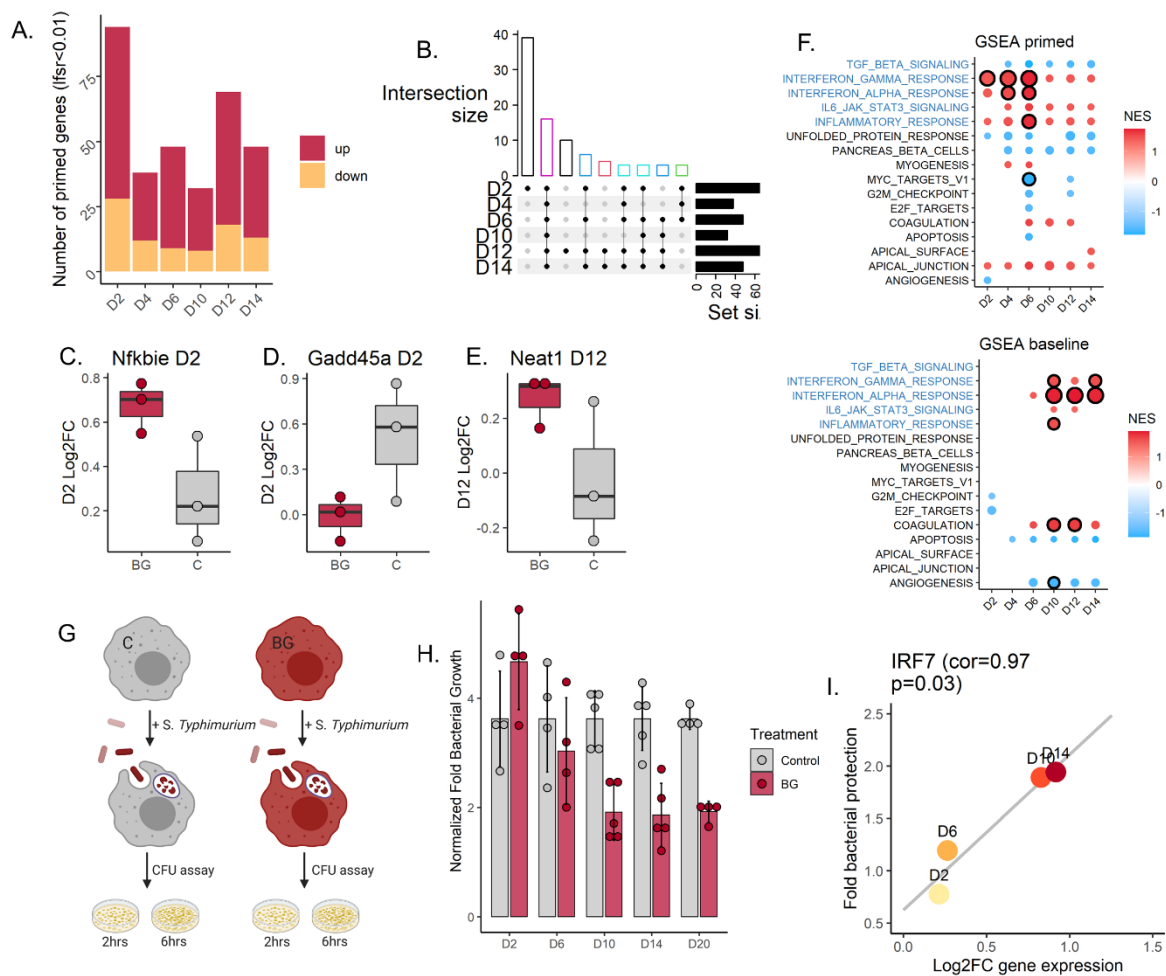 A.
Number of primed genes (lfsr<0.01)
75
50
25
0
D2 D4 D6 D10 D12 D14
up
down
B.
Intersection
size
40
30
20
10
0
D2
D4
D6
D10
D12
D14
0 20 40 60
Set si
C. Nfkbie D2
D2 Log2FC
0.8
0.6
0.4
0.2
BG C
D. Gadd45a D2
D2 Log2FC
0.9
0.6
0.3
0.0
BG C
E. Neat1 D12
D12 Log2FC
0.2
0.0
-0.2
BG C
F.
GSEA primed
TGF_BETA_SIGNALING
INTERFERON_GAMMA_RESPONSE
INTERFERON_ALPHA_RESPONSE
IL6_JAK_STAT3_SIGNALING
INFLAMMATORY_RESPONSE
UNFOLDED_PROTEIN_RESPONSE
PANCREAS_BETA_CELLS
MYOGENESIS
MYC_TARGETS_V1
G2M_CHECKPOINT
E2F_TARGETS
COAGULATION
APOPTOSIS
APICAL_SURFACE
APICAL_JUNCTION
ANGIOGENESIS
D2 D4 D6 D10 D12 D14
NES
1
0
-1
GSEA baseline
TGF_BETA_SIGNALING
INTERFERON_GAMMA_RESPONSE
INTERFERON_ALPHA_RESPONSE
IL6_JAK_STAT3_SIGNALING
INFLAMMATORY_RESPONSE
UNFOLDED_PROTEIN_RESPONSE
PANCREAS_BETA_CELLS
MYOGENESIS
MYC_TARGETS_V1
G2M_CHECKPOINT
E2F_TARGETS
COAGULATION
APOPTOSIS
APICAL_SURFACE
APICAL_JUNCTION
ANGIOGENESIS
D2 D4 D6 D10 D12 D14
NES
1
0
-1
G
C
BG
+ S. Typhimurium
+ S. Typhimurium
CFU assay
CFU assay
2hrs 6hrs
2hrs 6hrs
H.
Normalized Fold Bacterial Growth
4
2
0
D2 D6 D10 D14 D20
Treatment
Control
BG
I.
IRF7 (cor=0.97
p=0.03)
Fold bacterial protection
2.5
2.0
1.5
1.0
0.5
D14
D10
D6
D2
0.0 0.5 1.0 1.5
Log2FC gene expression